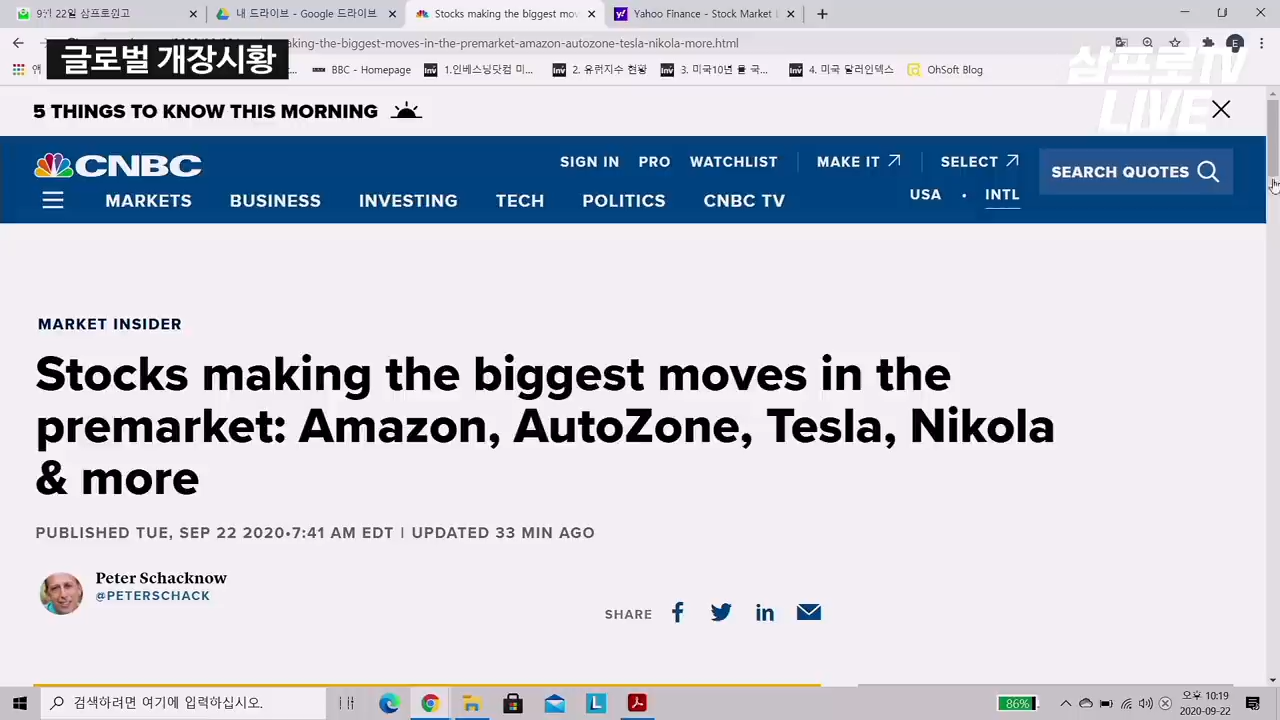 9월 22일 삼프로원고
내 드라이브 - Google 드라이브
Stocks making the biggest mov
Yahoo Finance - Stock Market L
글로벌 개장시황
aking-the-biggest-moves-in-the-premarket-amazon-autozone-tesla-nikola-more.html
BBC - Homepage
1.인베스팅닷컴 미...
2. 유럽지수 현황
3. 미국10년 물 국...
4. 미국 달러인덱스
OhSoft Blog
삼프로TV
LIVE
5 THINGS TO KNOW THIS MORNING
CNBC
SIGN IN PRO WATCHLIST MAKE IT SELECT
SEARCH QUOTES
USA • INTL
MARKETS BUSINESS INVESTING TECH POLITICS CNBC TV
MARKET INSIDER
Stocks making the biggest moves in the
premarket: Amazon, AutoZone, Tesla, Nikola
& more
PUBLISHED TUE, SEP 22 2020•7:41 AM EDT | UPDATED 33 MIN AGO
Peter Schacknow
@PETERSCHACK
SHARE
검색하려면 여기에 입력하십시오.
86%
오후 10:19
2020-09-22